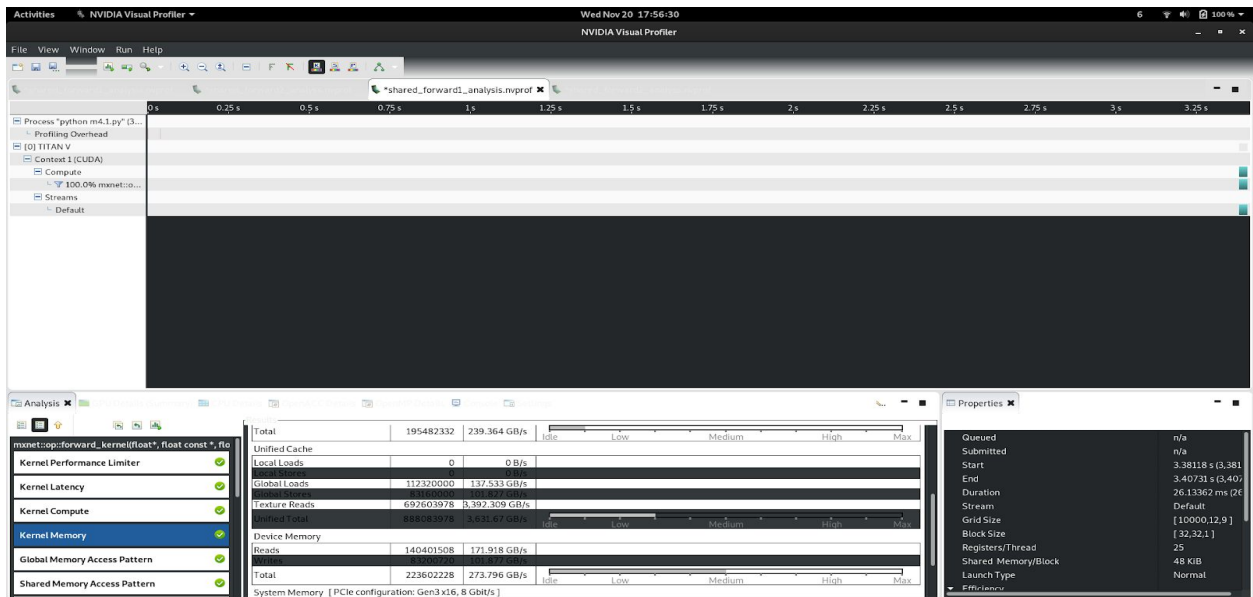 Activities NVIDIA Visual Profiler Wed Nov 20 17:56:30 6 100 %
NVIDIA Visual Profiler
File View Window Run Help
*shared_forward1_analysis.nvprof
0 s 0.25 s 0.5 s 0.75 s 1 s 1.25 s 1.5 s 1.75 s 2 s 2.25 s 2.5 s 2.75 s 3 s 3.25 s
Process "python m4.1.py" (3...
Profiling Overhead
[0] TITAN V
Context 1 (CUDA)
Compute
100.0% mxnet::o...
Streams
Default
Analysis
mxnet::op::forward_kernel(float*, float const *, flo
Kernel Performance Limiter
Kernel Latency
Kernel Compute
Kernel Memory
Global Memory Access Pattern
Shared Memory Access Pattern
Total 195482332 239.364 GB/s Idle Low Medium High Max
Unified Cache
Local Loads 0 0 B/s
Local Stores 0 0 B/s
Global Loads 112320000 137.533 GB/s
Global Stores 83160000 101.827 GB/s
Texture Reads 692603978 3,392.309 GB/s
Unified Total 888083978 3,631.67 GB/s Idle Low Medium High Max
Device Memory
Reads 140401508 171.918 GB/s
Writes 83200720 101.877 GB/s
Total 223602228 273.796 GB/s Idle Low Medium High Max
System Memory [ PCIe configuration: Gen3 x16, 8 Gbit/s ]
Properties
Queued n/a
Submitted n/a
Start 3.38118 s (3,381
End 3.40731 s (3,407
Duration 26.13362 ms (26
Stream Default
Grid Size [ 10000,12,9 ]
Block Size [ 32,32,1 ]
Registers/Thread 25
Shared Memory/Block 48 KiB
Launch Type Normal
Efficiency